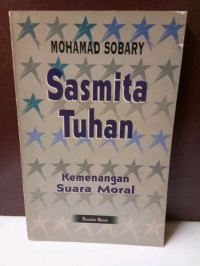 MOHAMAD SOBARY
Sasmita
Tuhan
Kemenangan
Suara Moral